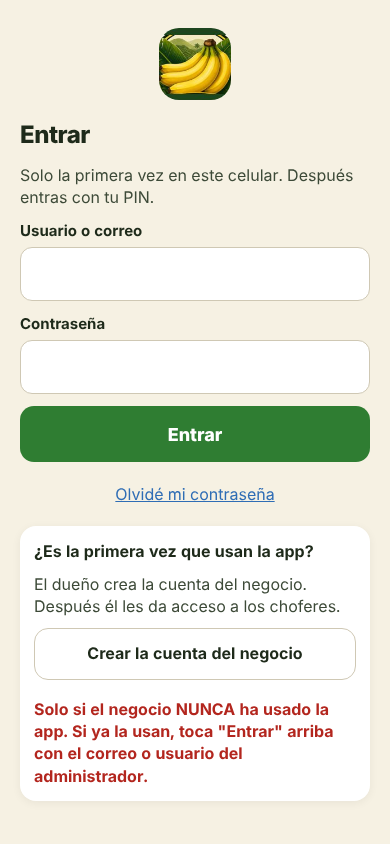 Entrar
Solo la primera vez en este celular. Después
entras con tu PIN.
Usuario o correo
Contraseña
Entrar
Olvidé mi contraseña
¿Es la primera vez que usan la app?
El dueño crea la cuenta del negocio.
Después él les da acceso a los choferes.
Crear la cuenta del negocio
Solo si el negocio NUNCA ha usado la
app. Si ya la usan, toca "Entrar" arriba
con el correo o usuario del
administrador.